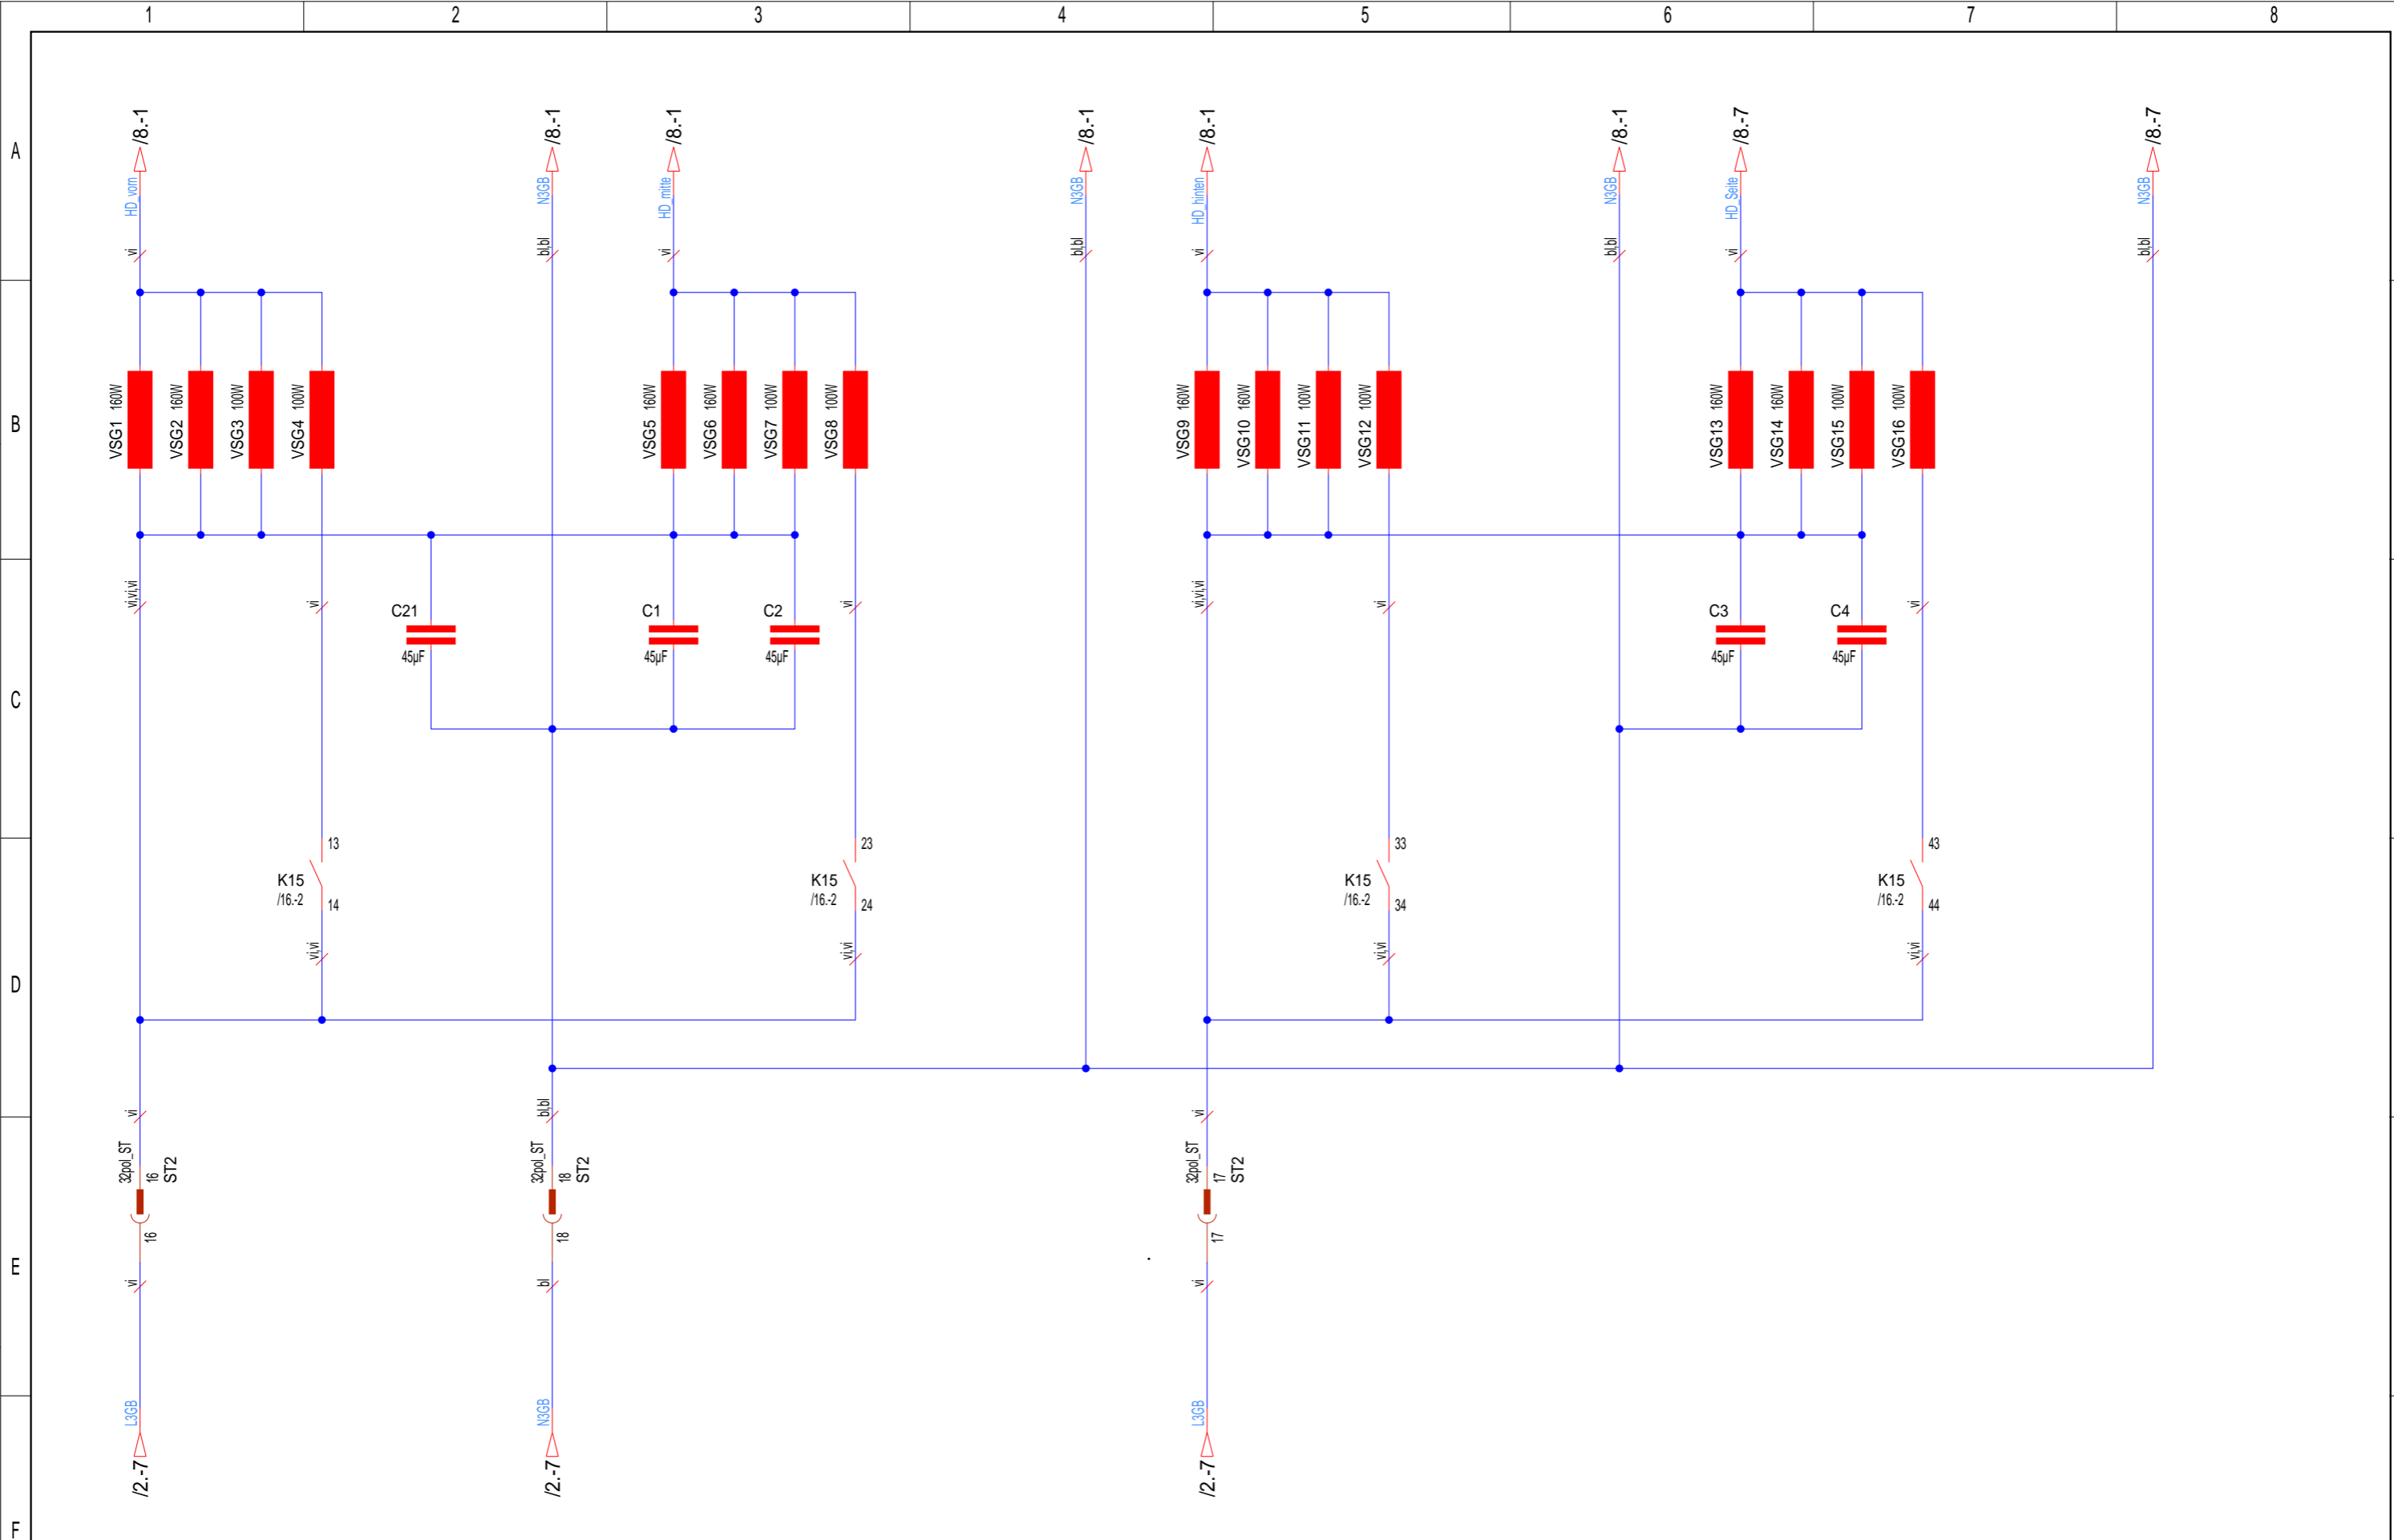 1 2 3 4 5 6 7 8
A
/8.-1 /8.-1 /8.-1 /8.-1 /8.-1 /8.-1 /8.-7 /8.-7
HD_vorn N3GB HD_mitte N3GB HD_hinten N3GB HD_Seite N3GB
vi bl,bl vi bl,bl vi bl,bl vi bl,bl
B
VSG1 160W
VSG2 160W
VSG3 100W
VSG4 100W
VSG5 160W
VSG6 160W
VSG7 100W
VSG8 100W
VSG9 160W
VSG10 160W
VSG11 100W
VSG12 100W
VSG13 160W
VSG14 160W
VSG15 100W
VSG16 100W
vi,vi,vi vi vi vi,vi,vi vi vi
C21 C1 C2 C3 C4
45µF 45µF 45µF 45µF 45µF
C
13 23 33 43
K15 K15 K15 K15
/16.-2 /16.-2 /16.-2 /16.-2
14 24 34 44
vi,vi vi,vi vi,vi vi,vi
D
vi bl,bl vi
32pol_ST 16 ST2
32pol_ST 18 ST2
32pol_ST 17 ST2
16 18 17
E
vi bl vi
L3GB N3GB L3GB
/2.-7 /2.-7 /2.-7
F